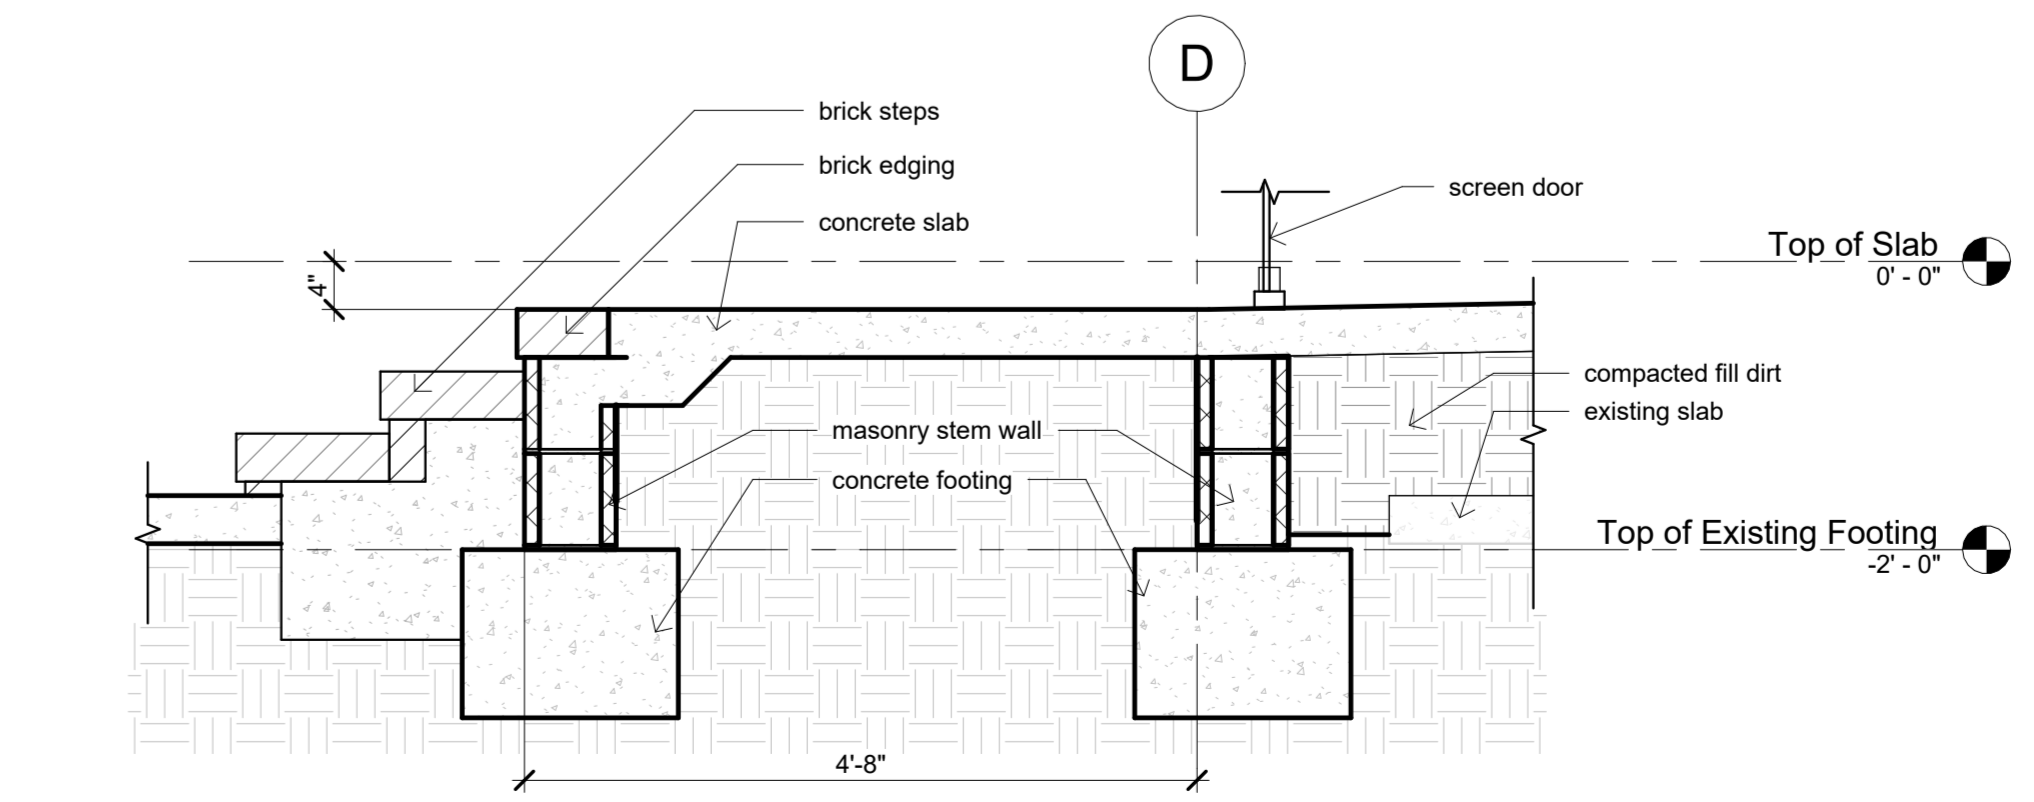 D
brick steps
brick edging
screen door
concrete slab
Top of Slab
0' - 0"
4"
compacted fill dirt
existing slab
masonry stem wall
concrete footing
Top of Existing Footing
-2' - 0"
4'-8"